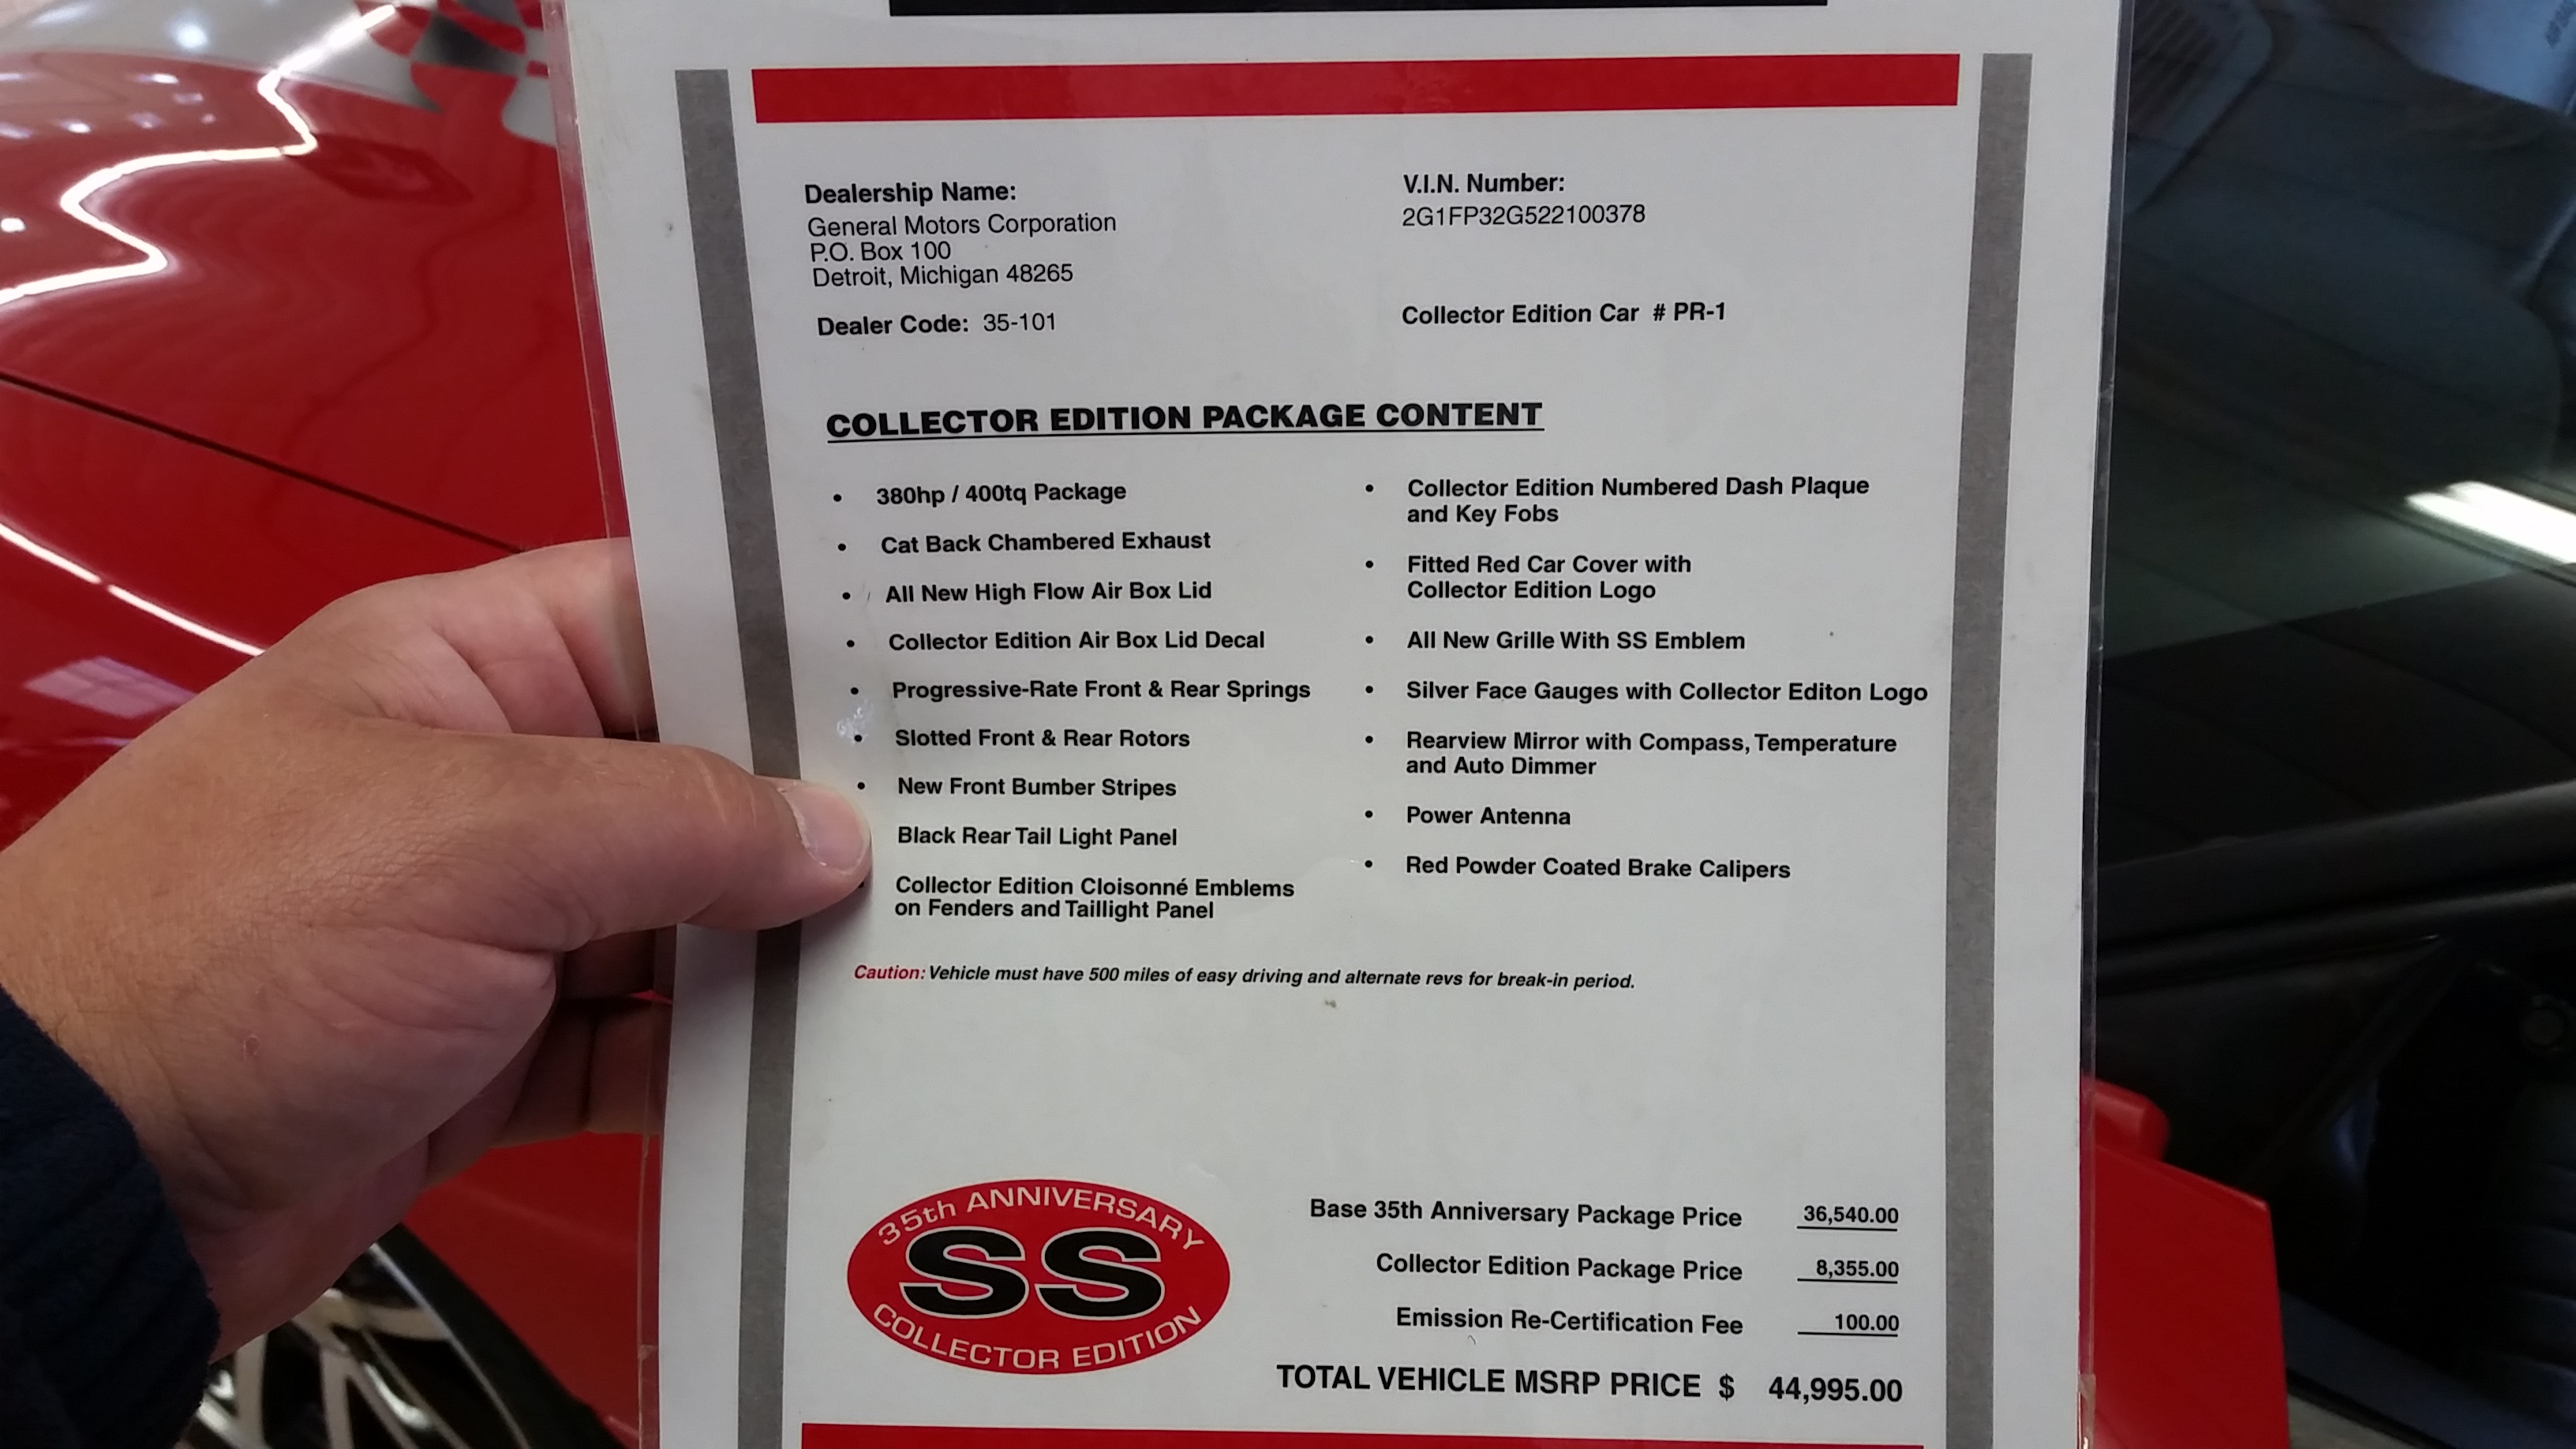 Dealership Name:
General Motors Corporation
P.O. Box 100
Detroit, Michigan 48265
Dealer Code: 35-101
V.I.N. Number:
2G1FP32G522100378
Collector Edition Car # PR-1
COLLECTOR EDITION PACKAGE CONTENT
• 380hp / 400tq Package
• Cat Back Chambered Exhaust
• All New High Flow Air Box Lid
• Collector Edition Air Box Lid Decal
• Progressive-Rate Front & Rear Springs
• Slotted Front & Rear Rotors
• New Front Bumber Stripes
Black Rear Tail Light Panel
Collector Edition Cloisonné Emblems
on Fenders and Taillight Panel
• Collector Edition Numbered Dash Plaque
and Key Fobs
• Fitted Red Car Cover with
Collector Edition Logo
• All New Grille With SS Emblem
• Silver Face Gauges with Collector Editon Logo
• Rearview Mirror with Compass, Temperature
and Auto Dimmer
• Power Antenna
• Red Powder Coated Brake Calipers
Caution: Vehicle must have 500 miles of easy driving and alternate revs for break-in period.
35th ANNIVERSARY
SS
COLLECTOR EDITION
Base 35th Anniversary Package Price 36,540.00
Collector Edition Package Price 8,355.00
Emission Re-Certification Fee 100.00
TOTAL VEHICLE MSRP PRICE $ 44,995.00